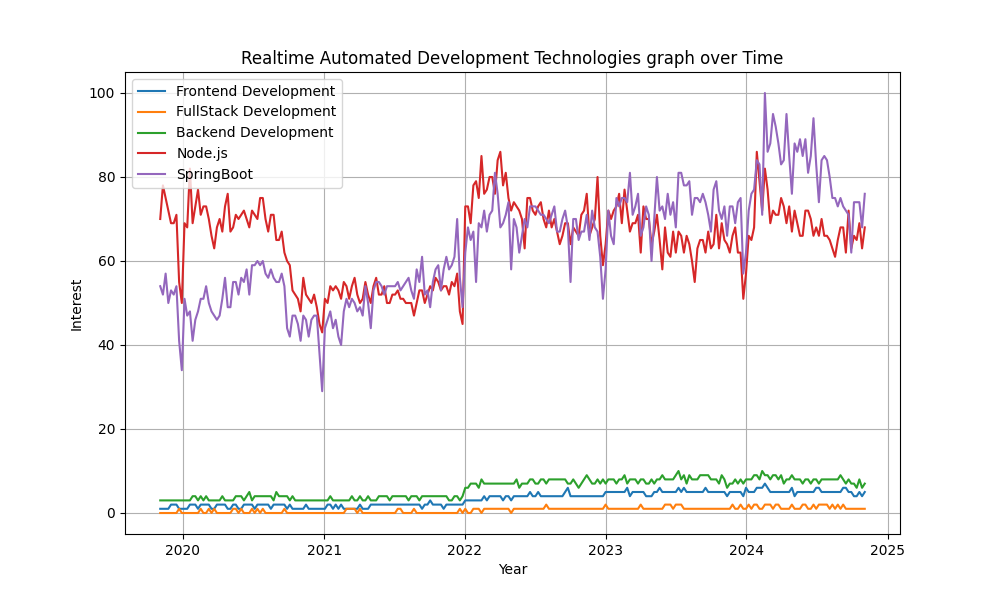 Realtime Automated Development Technologies graph over Time
Frontend Development
FullStack Development
Backend Development
Node.js
SpringBoot
100
80
60
40
20
0
Interest
2020
2021
2022
2023
2024
2025
Year